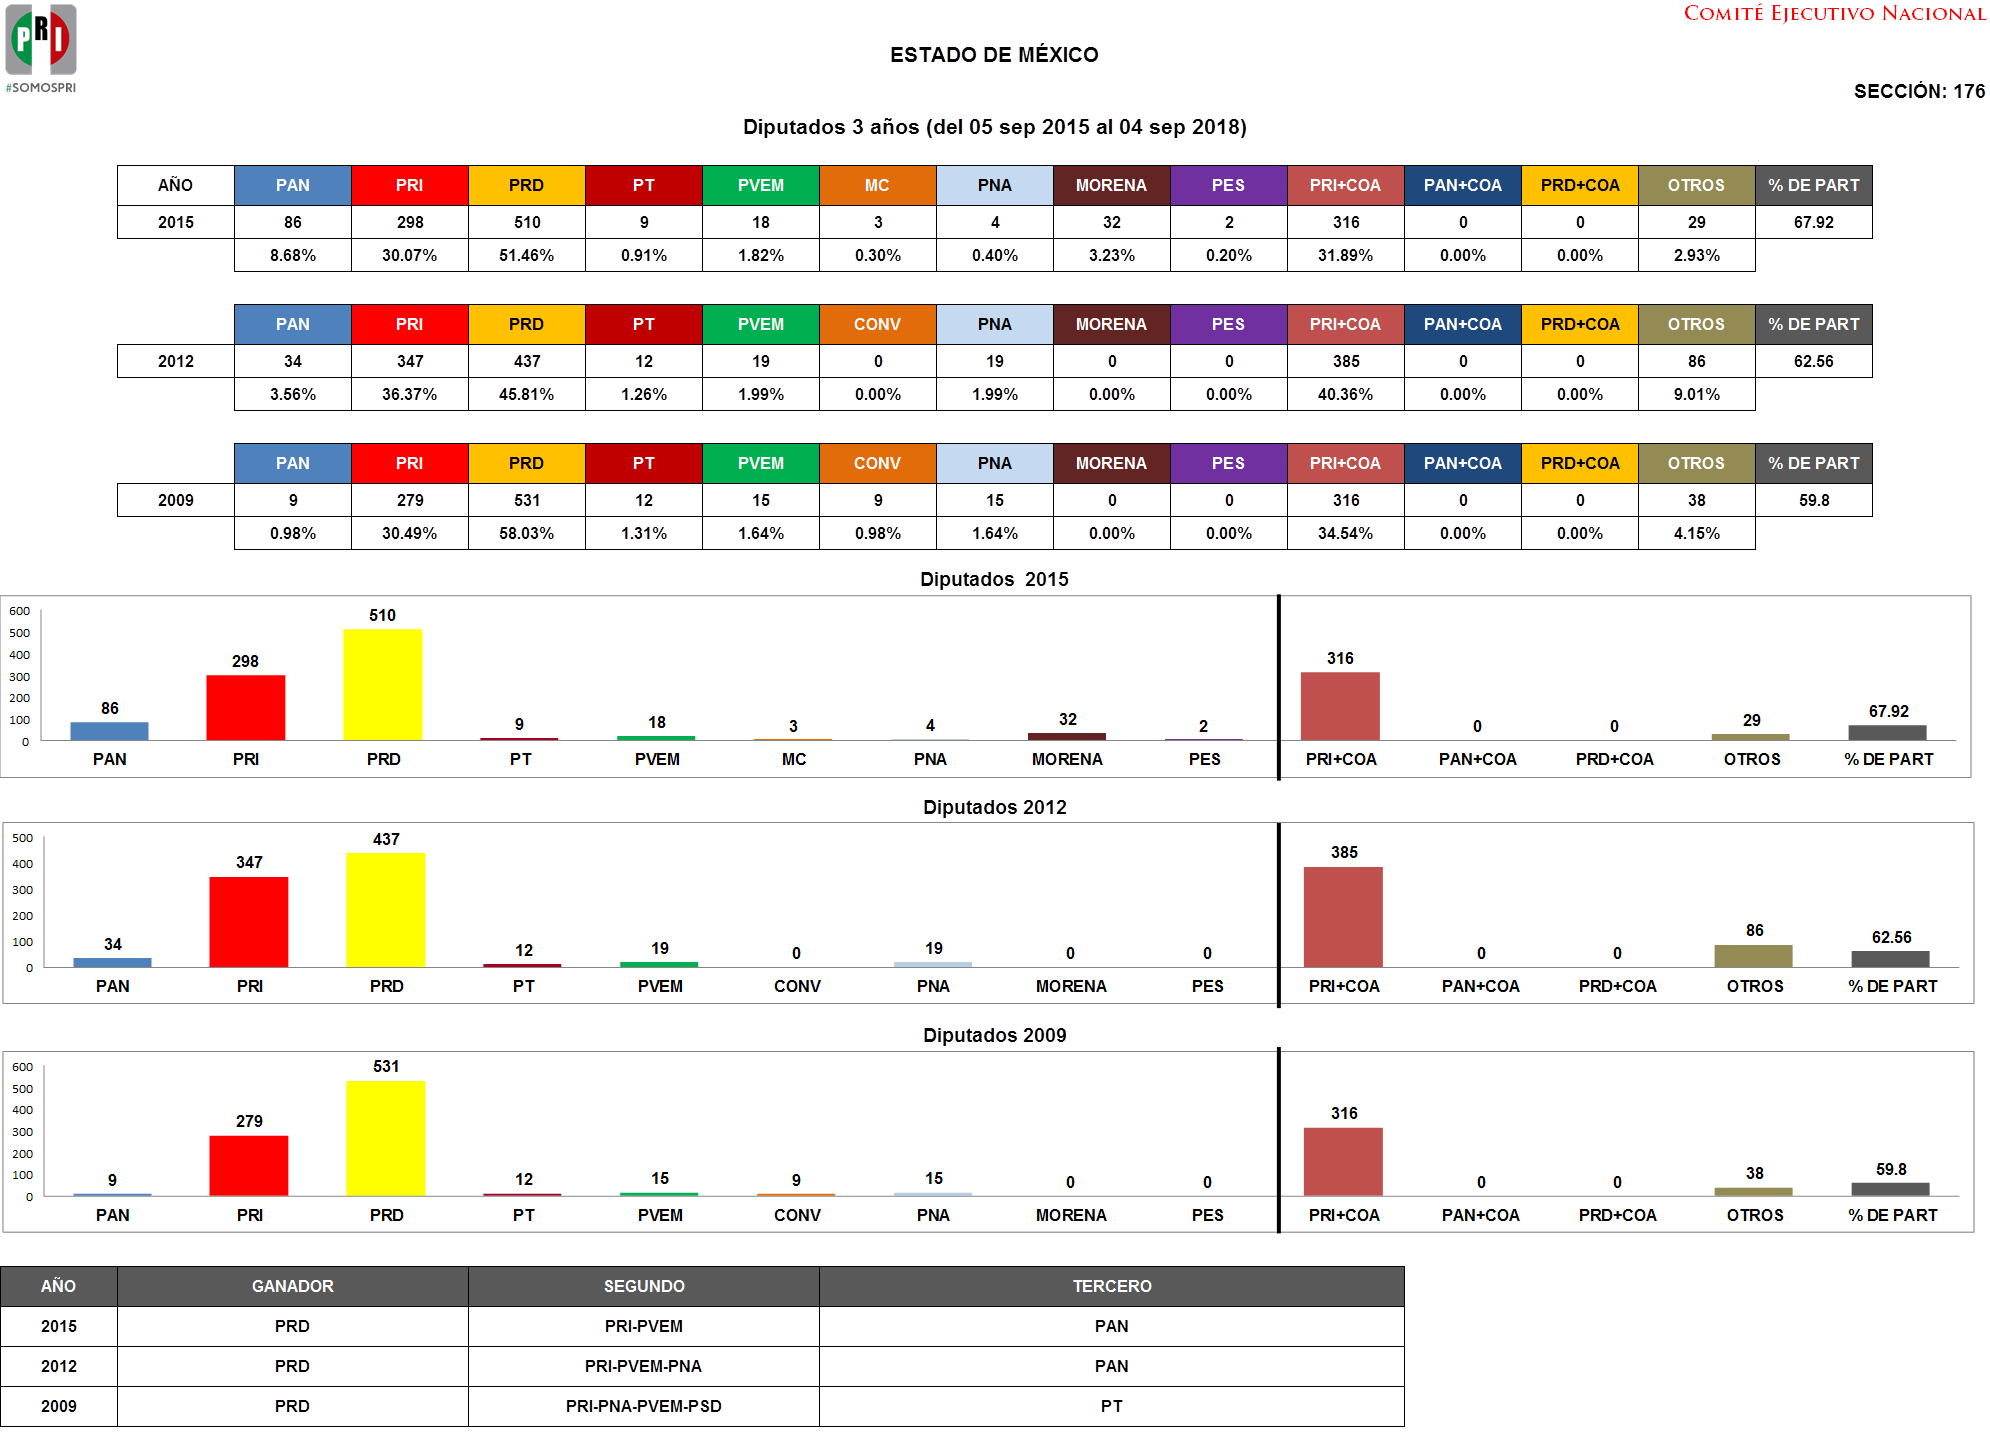 PRI
#SOMOSPRI
COMITÉ EJECUTIVO NACIONAL
ESTADO DE MÉXICO
SECCIÓN: 176
Diputados 3 años (del 05 sep 2015 al 04 sep 2018)
AÑO PAN PRI PRD PT PVEM MC PNA MORENA PES PRI+COA PAN+COA PRD+COA OTROS % DE PART
2015 86 298 510 9 18 3 4 32 2 316 0 0 29 67.92
8.68% 30.07% 51.46% 0.91% 1.82% 0.30% 0.40% 3.23% 0.20% 31.89% 0.00% 0.00% 2.93%
PAN PRI PRD PT PVEM CONV PNA MORENA PES PRI+COA PAN+COA PRD+COA OTROS % DE PART
2012 34 347 437 12 19 0 19 0 0 385 0 0 86 62.56
3.56% 36.37% 45.81% 1.26% 1.99% 0.00% 1.99% 0.00% 0.00% 40.36% 0.00% 0.00% 9.01%
PAN PRI PRD PT PVEM CONV PNA MORENA PES PRI+COA PAN+COA PRD+COA OTROS % DE PART
2009 9 279 531 12 15 9 15 0 0 316 0 0 38 59.8
0.98% 30.49% 58.03% 1.31% 1.64% 0.98% 1.64% 0.00% 0.00% 34.54% 0.00% 0.00% 4.15%
Diputados 2015
600
500
400
300
200
100
0
86 298 510 9 18 3 4 32 2 316 0 0 29 67.92
PAN PRI PRD PT PVEM MC PNA MORENA PES PRI+COA PAN+COA PRD+COA OTROS % DE PART
Diputados 2012
500
400
300
200
100
0
34 347 437 12 19 0 19 0 0 385 0 0 86 62.56
PAN PRI PRD PT PVEM CONV PNA MORENA PES PRI+COA PAN+COA PRD+COA OTROS % DE PART
Diputados 2009
600
500
400
300
200
100
0
9 279 531 12 15 9 15 0 0 316 0 0 38 59.8
PAN PRI PRD PT PVEM CONV PNA MORENA PES PRI+COA PAN+COA PRD+COA OTROS % DE PART
AÑO GANADOR SEGUNDO TERCERO
2015 PRD PRI-PVEM PAN
2012 PRD PRI-PVEM-PNA PAN
2009 PRD PRI-PNA-PVEM-PSD PT